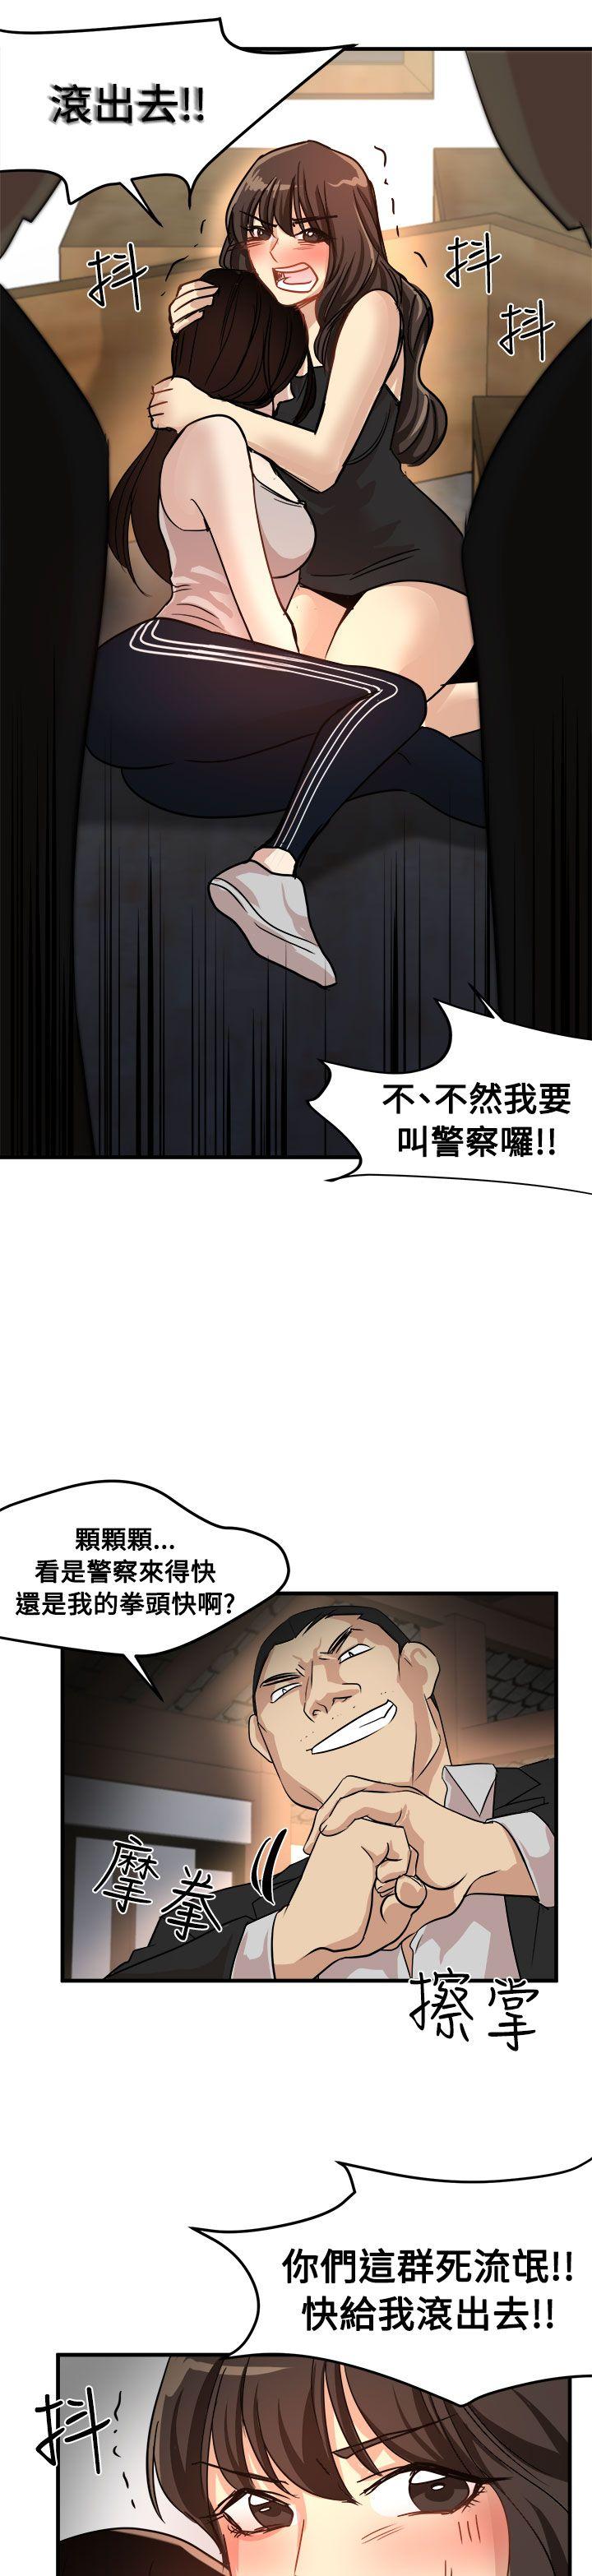 滾出去!!
抖
抖
抖
不、不然我要
叫警察囉!!
顆顆顆...
看是警察來得快
還是我的拳頭快啊?
摩拳
擦掌
你們這群死流氓!!
快給我滾出去!!
抖